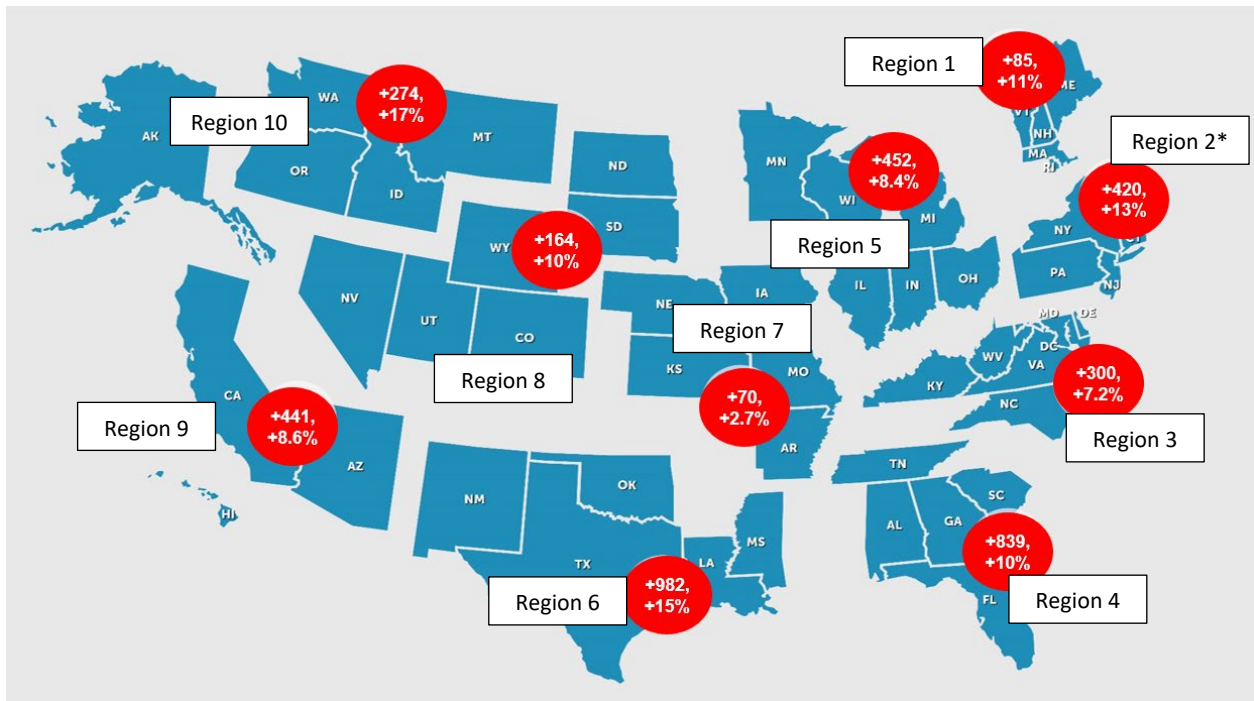 Region 1
+85,
+11%
ME
VT
NH
MA
RI
Region 2*
+420,
+13%
NY
CT
PA
NJ
WA
+274,
+17%
MT
Region 10
AK
OR
ID
ND
SD
MN
+452,
+8.4%
WI
MI
Region 5
IL
IN
OH
WY
+164,
+10%
NV
UT
CO
Region 8
NE
IA
Region 7
KS
MO
+70,
+2.7%
AR
MD
DE
DC
WV
VA
KY
+300,
+7.2%
NC
Region 3
CA
+441,
+8.6%
Region 9
AZ
HI
NM
OK
TX
LA
MS
+982,
+15%
Region 6
TN
SC
AL
GA
+839,
+10%
FL
Region 4